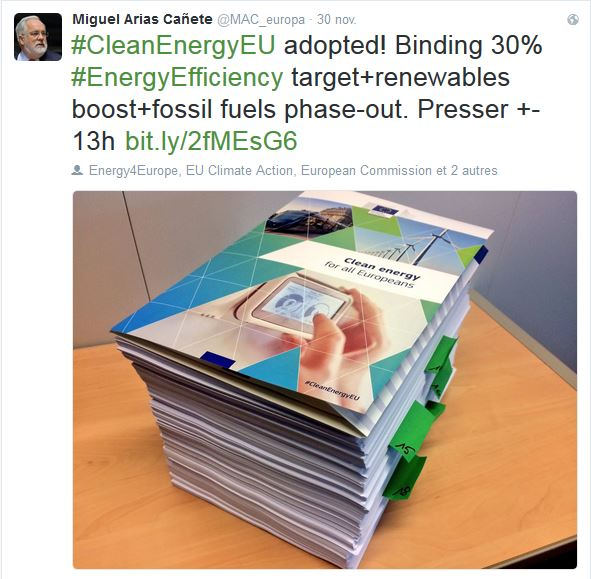 Miguel Arias Cañete @MAC_europa · 30 nov.
#CleanEnergyEU adopted! Binding 30%
#EnergyEfficiency target+renewables
boost+fossil fuels phase-out. Presser +-
13h bit.ly/2fMEsG6
Energy4Europe, EU Climate Action, European Commission et 2 autres
Clean energy
for all Europeans
#CleanEnergyEU
15